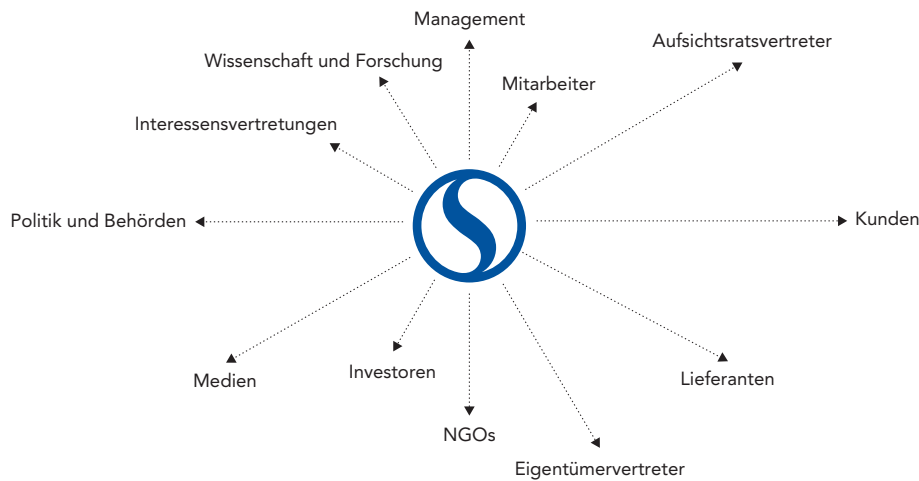 Management
Aufsichtsratsvertreter
Wissenschaft und Forschung
Mitarbeiter
Interessensvertretungen
Politik und Behörden
Kunden
Medien
Investoren
Lieferanten
NGOs
Eigentümervertreter